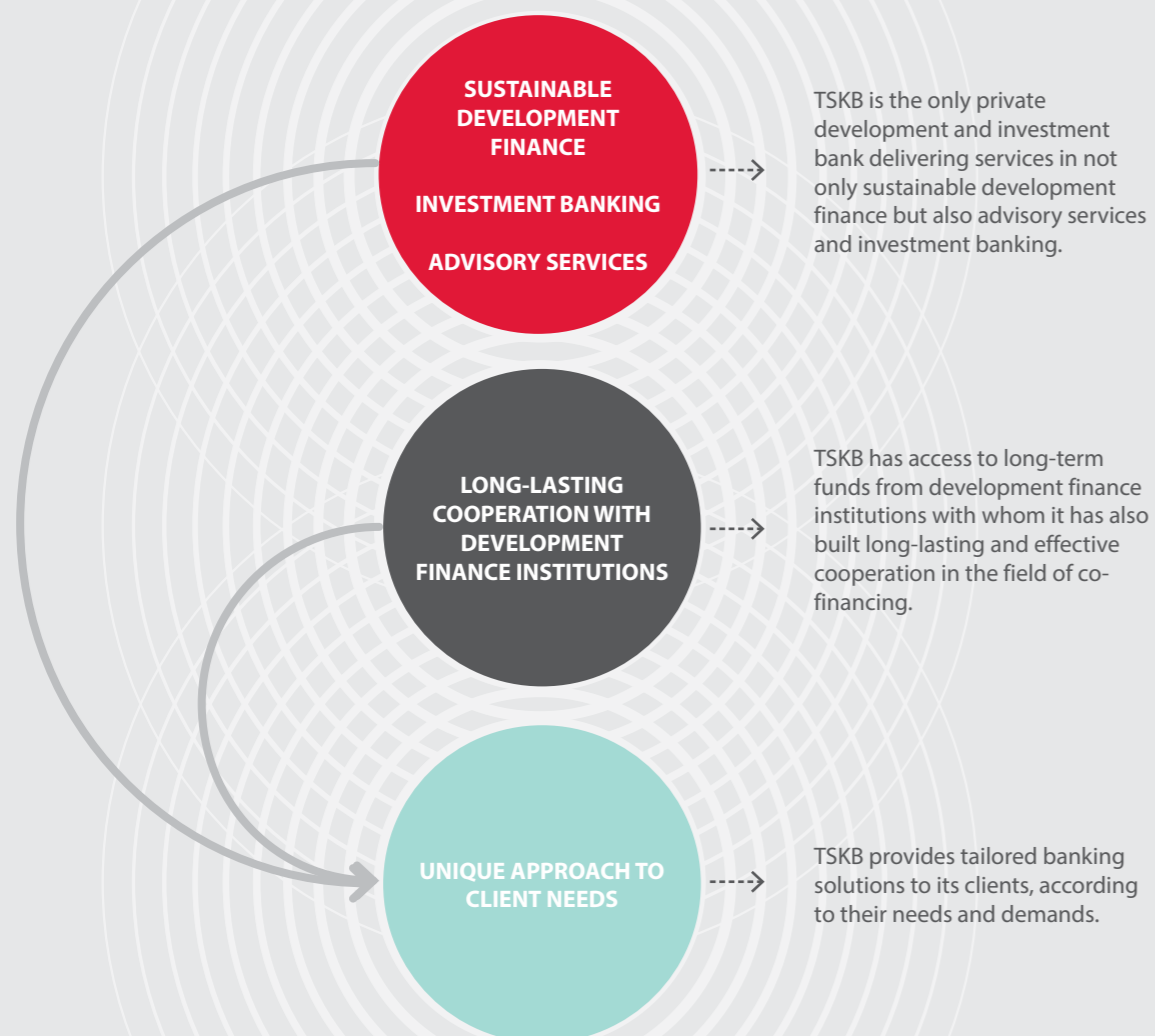 SUSTAINABLE
DEVELOPMENT
FINANCE
INVESTMENT BANKING
ADVISORY SERVICES
TSKB is the only private
development and investment
bank delivering services in not
only sustainable development
finance but also advisory services
and investment banking.
LONG-LASTING
COOPERATION WITH
DEVELOPMENT
FINANCE INSTITUTIONS
TSKB has access to long-term
funds from development finance
institutions with whom it has also
built long-lasting and effective
cooperation in the field of co-
financing.
UNIQUE APPROACH TO
CLIENT NEEDS
TSKB provides tailored banking
solutions to its clients, according
to their needs and demands.